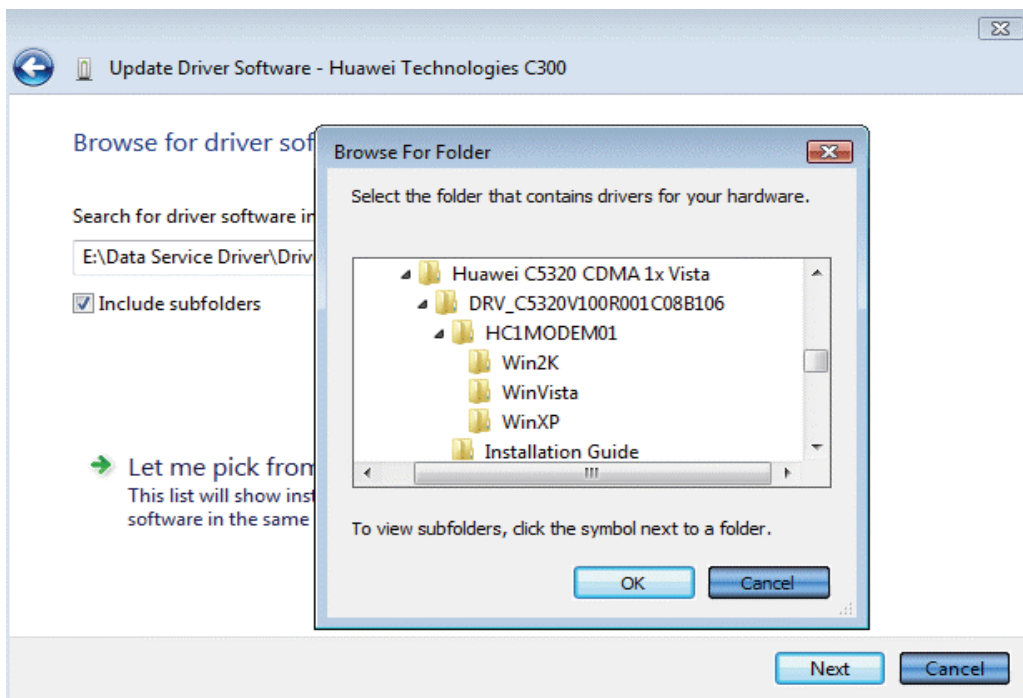 Update Driver Software - Huawei Technologies C300
Browse for driver sof
Search for driver software in
E:\Data Service Driver\Driv
Include subfolders
Let me pick from
This list will show inst
software in the same
Browse For Folder
Select the folder that contains drivers for your hardware.
Huawei C5320 CDMA 1x Vista
DRV_C5320V100R001C08B106
HC1MODEM01
Win2K
WinVista
WinXP
Installation Guide
To view subfolders, click the symbol next to a folder.
OK
Cancel
Next
Cancel